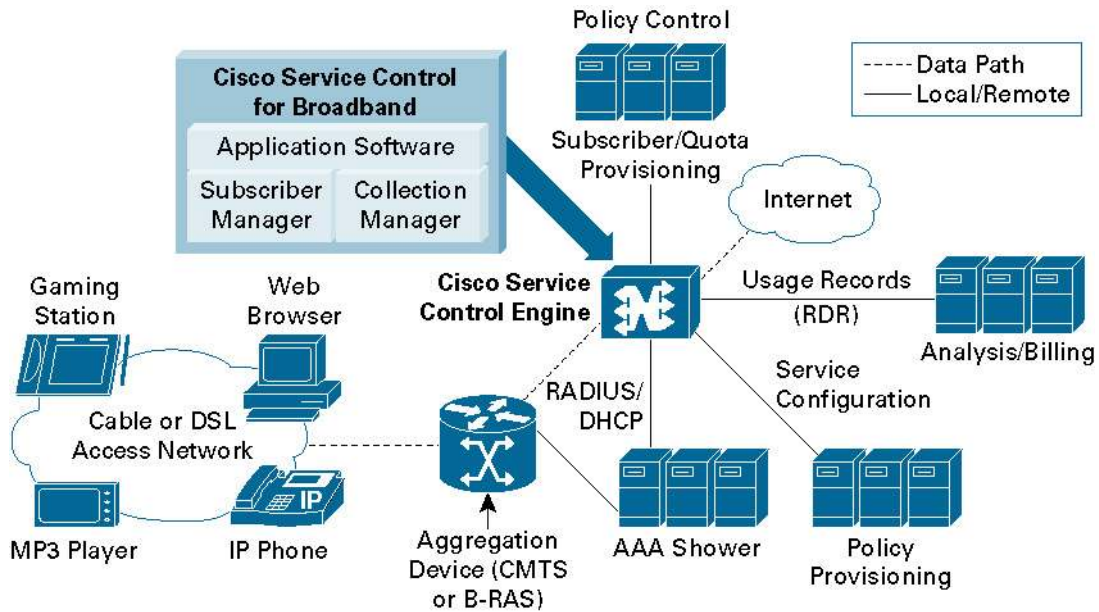 Policy Control
Cisco Service Control
for Broadband
Application Software
Subscriber
Manager
Collection
Manager
Data Path
Local/Remote
Subscriber/Quota
Provisioning
Internet
Cisco Service
Control Engine
Usage Records
(RDR)
Analysis/Billing
Gaming
Station
Web
Browser
Cable or DSL
Access Network
RADIUS/
DHCP
Service
Configuration
IP
MP3 Player
IP Phone
Aggregation
Device (CMTS
or B-RAS)
AAA Shower
Policy
Provisioning